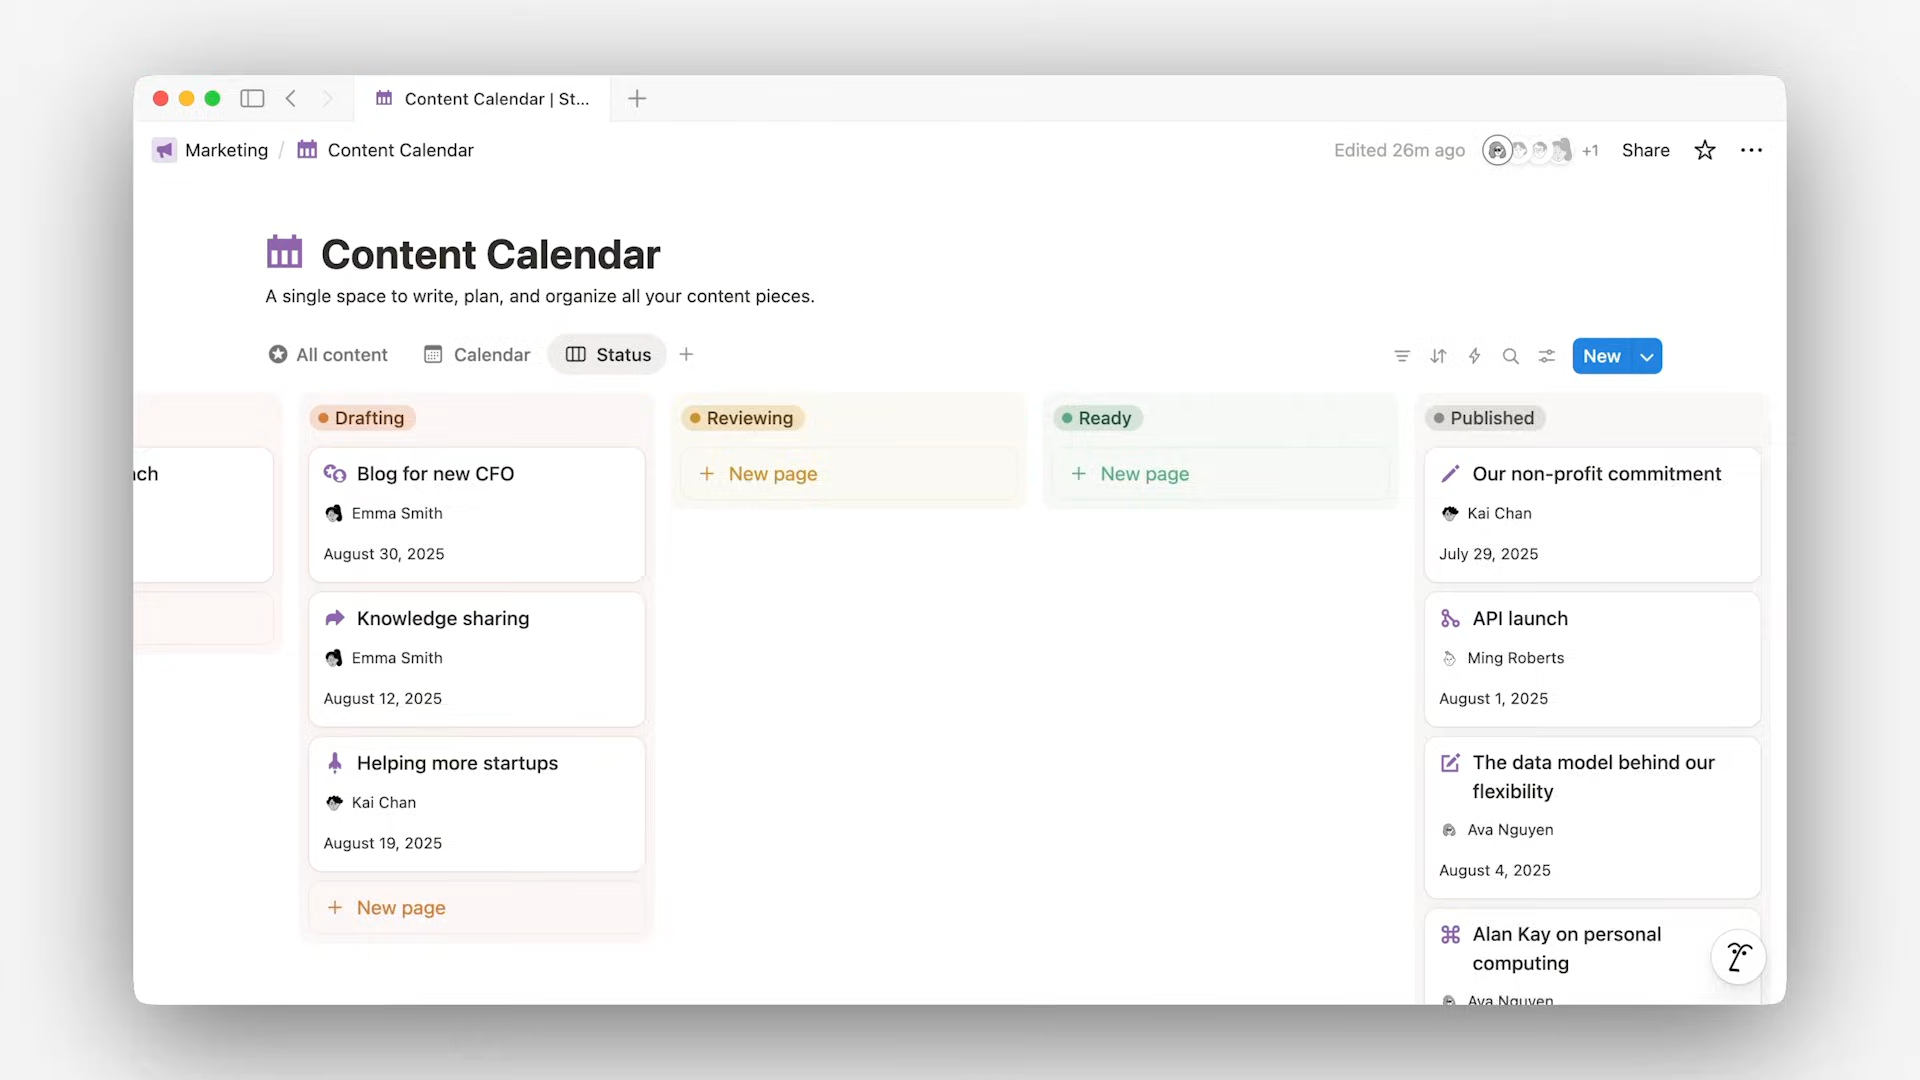 Content Calendar | St...
Marketing / Content Calendar
Edited 26m ago
+1
Share
Content Calendar
A single space to write, plan, and organize all your content pieces.
All content
Calendar
Status
New
Drafting
Blog for new CFO
Emma Smith
August 30, 2025
Knowledge sharing
Emma Smith
August 12, 2025
Helping more startups
Kai Chan
August 19, 2025
+ New page
Reviewing
+ New page
Ready
+ New page
Published
Our non-profit commitment
Kai Chan
July 29, 2025
API launch
Ming Roberts
August 1, 2025
The data model behind our
flexibility
Ava Nguyen
August 4, 2025
Alan Kay on personal
computing
Ava Nguyen